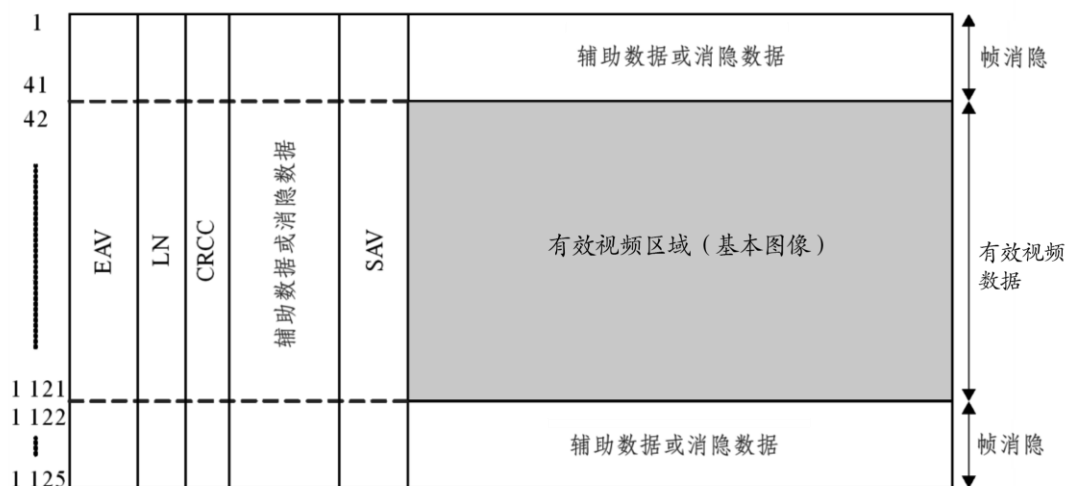 1
辅助数据或消隐数据
帧消隐
41
42
EAV
LN
CRCC
辅助数据或消隐数据
SAV
有效视频区域（基本图像）
有效视频
数据
1 121
1 122
辅助数据或消隐数据
帧消隐
1 125